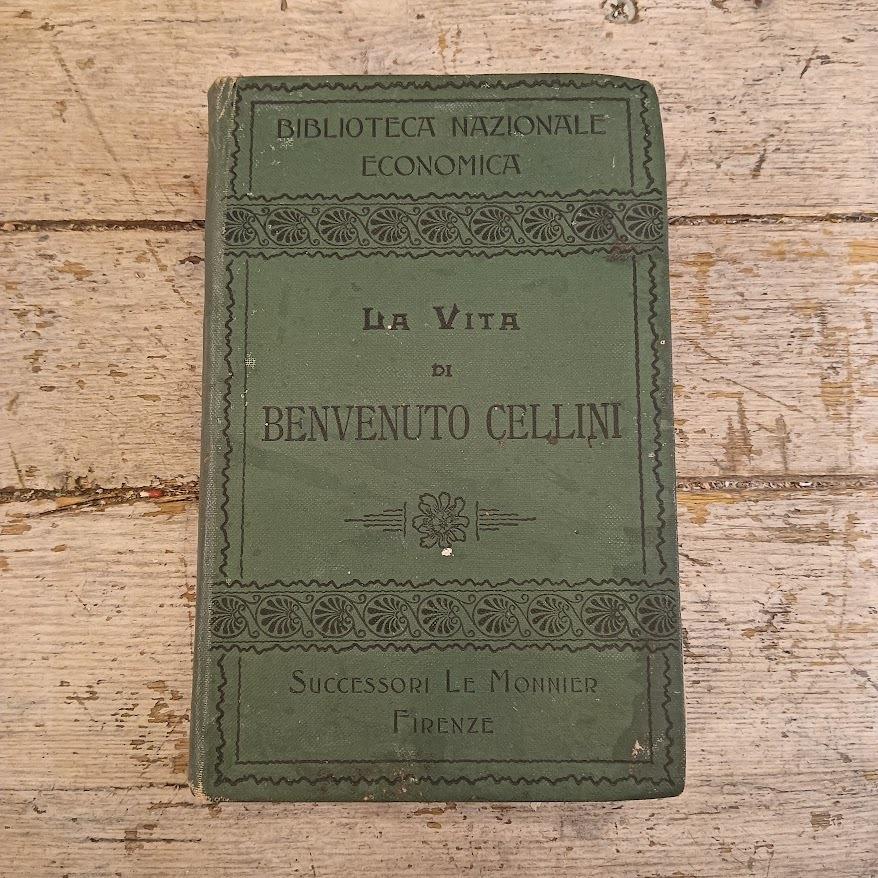 BIBLIOTECA NAZIONALE
ECONOMICA
LA VITA
DI
BENVENUTO CELLINI
SUCCESSORI LE MONNIER
FIRENZE